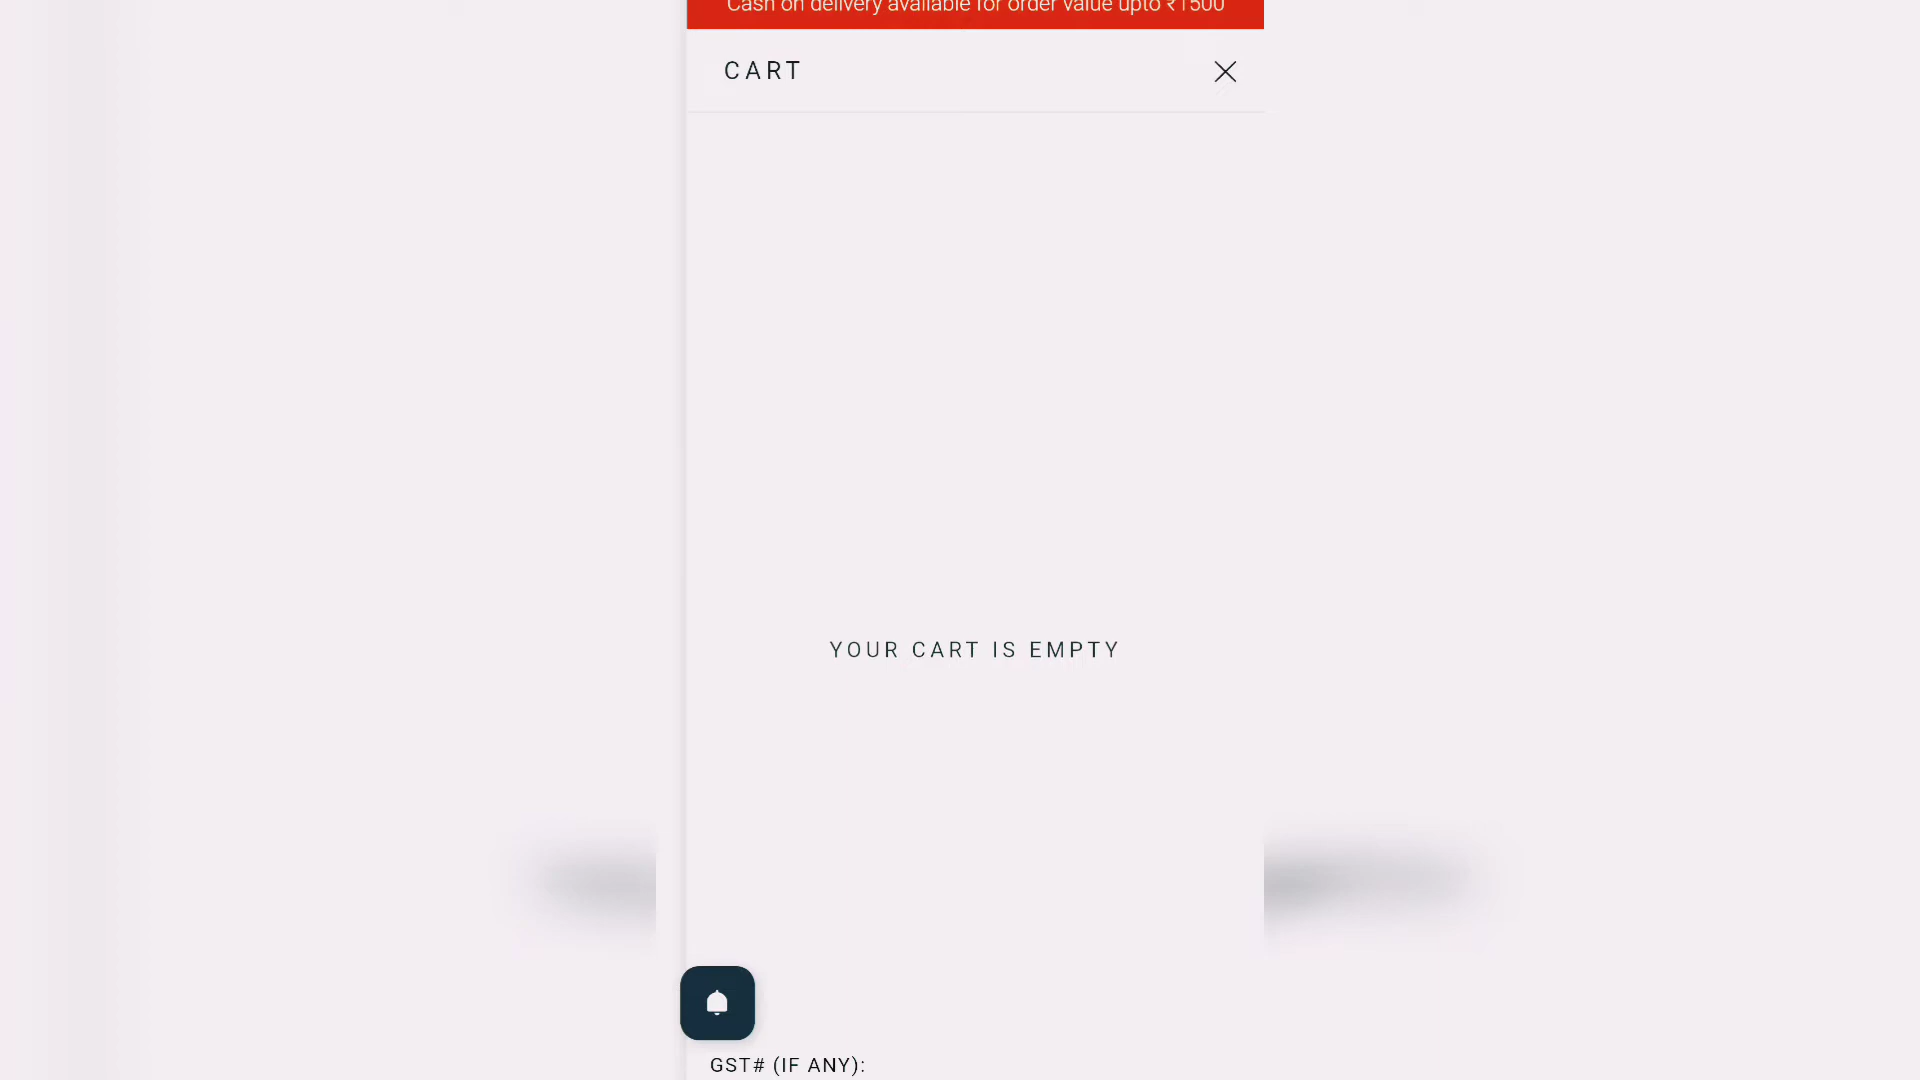 Cash on delivery available for order value upto ₹1500
CART
YOUR CART IS EMPTY
GST# (IF ANY):